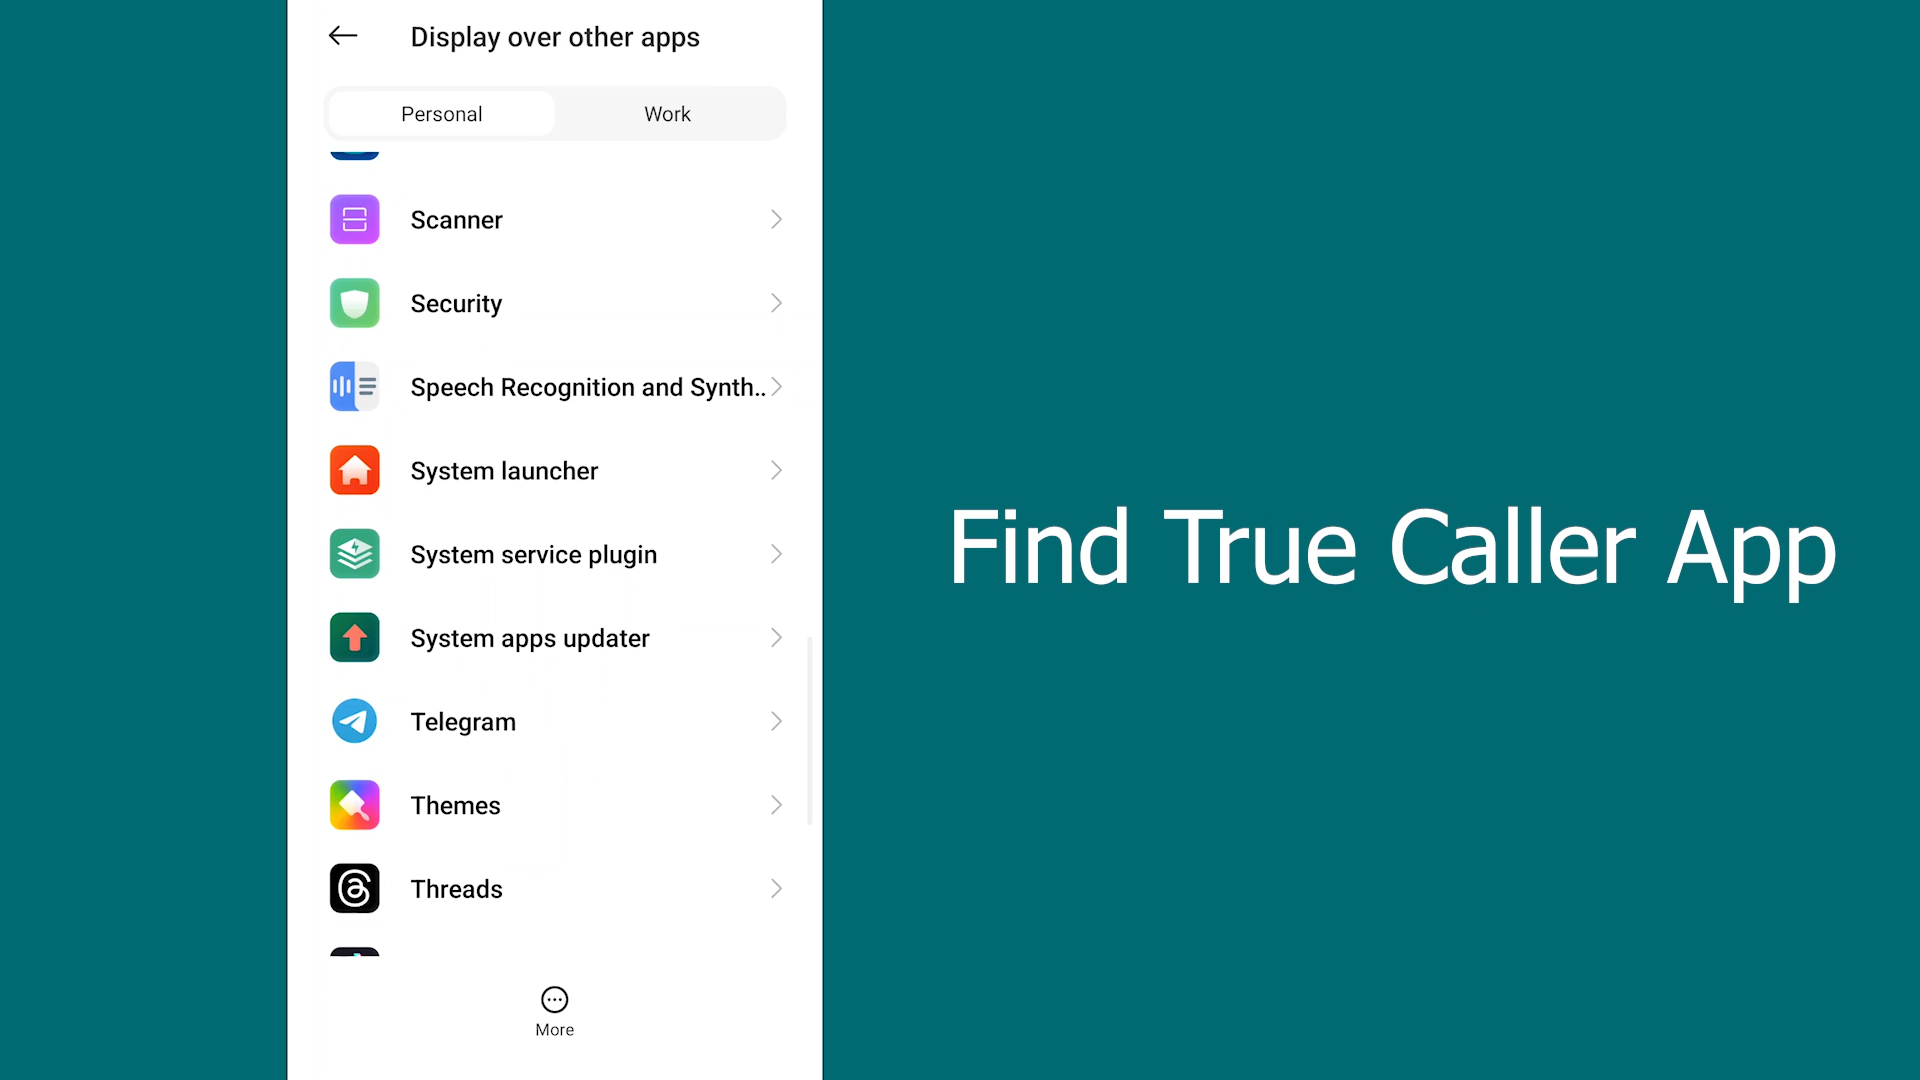 Display over other apps
Personal
Work
Scanner
Security
Speech Recognition and Synth..
System launcher
System service plugin
System apps updater
Telegram
Themes
Threads
More
Find True Caller App